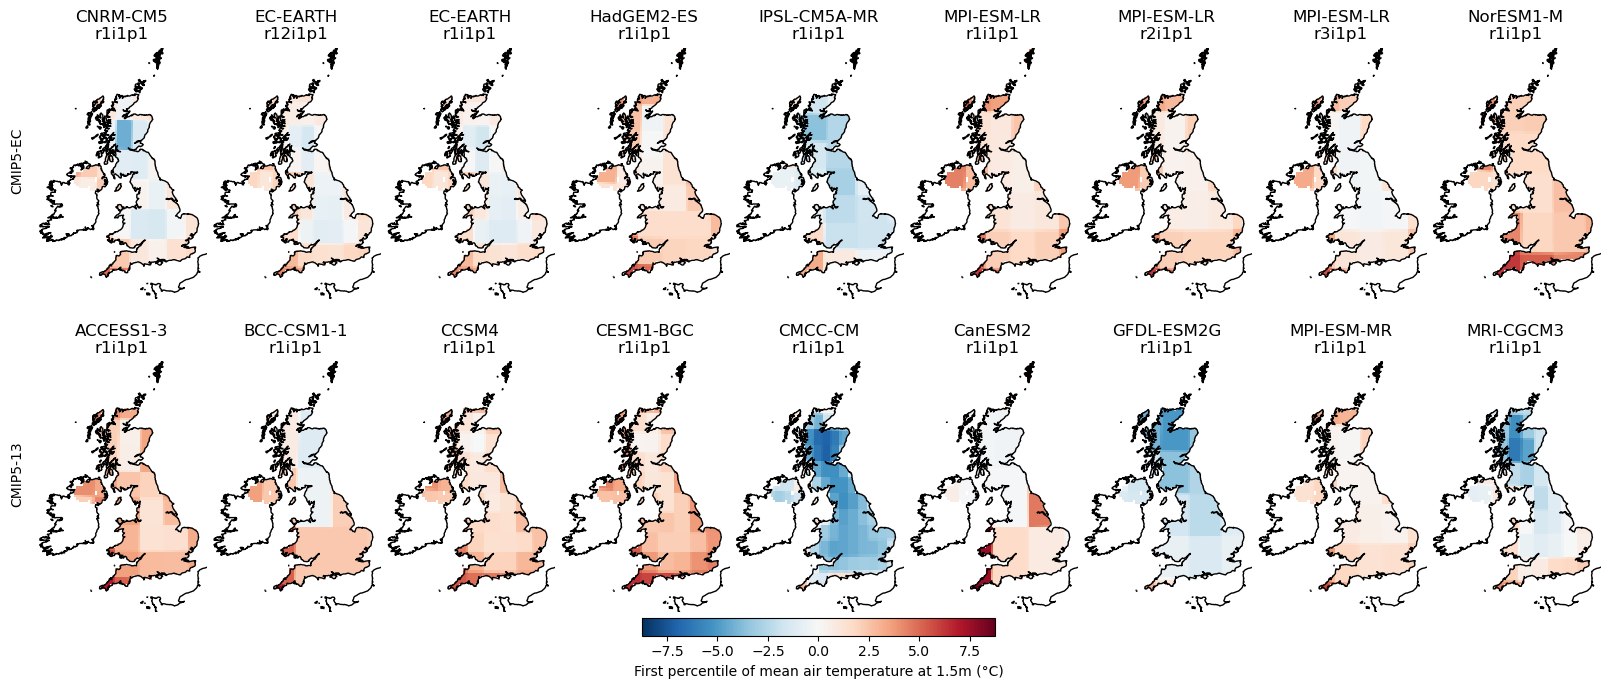 CNRM-CM5
r1i1p1
EC-EARTH
r12i1p1
EC-EARTH
r1i1p1
HadGEM2-ES
r1i1p1
IPSL-CM5A-MR
r1i1p1
MPI-ESM-LR
r1i1p1
MPI-ESM-LR
r2i1p1
MPI-ESM-LR
r3i1p1
NorESM1-M
r1i1p1
CMIP5-EC
ACCESS1-3
r1i1p1
BCC-CSM1-1
r1i1p1
CCSM4
r1i1p1
CESM1-BGC
r1i1p1
CMCC-CM
r1i1p1
CanESM2
r1i1p1
GFDL-ESM2G
r1i1p1
MPI-ESM-MR
r1i1p1
MRI-CGCM3
r1i1p1
CMIP5-13
−7.5 −5.0 −2.5 0.0 2.5 5.0 7.5
First percentile of mean air temperature at 1.5m (°C)